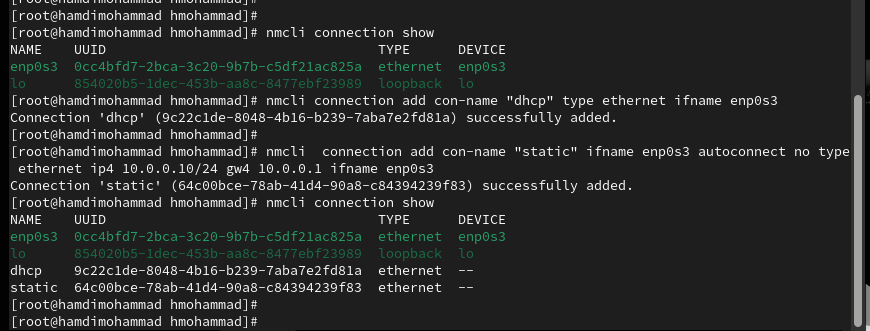 [root@hamdimohammad hmohammad]#
[root@hamdimohammad hmohammad]#
[root@hamdimohammad hmohammad]# nmcli connection show
NAME    UUID                                  TYPE      DEVICE
enp0s3  0cc4bfd7-2bca-3c20-9b7b-c5df21ac825a  ethernet  enp0s3
lo      854020b5-1dec-453b-aa8c-8477ebf23989  loopback  lo
[root@hamdimohammad hmohammad]# nmcli connection add con-name "dhcp" type ethernet ifname enp0s3
Connection 'dhcp' (9c22c1de-8048-4b16-b239-7aba7e2fd81a) successfully added.
[root@hamdimohammad hmohammad]#
[root@hamdimohammad hmohammad]# nmcli  connection add con-name "static" ifname enp0s3 autoconnect no type
 ethernet ip4 10.0.0.10/24 gw4 10.0.0.1 ifname enp0s3
Connection 'static' (64c00bce-78ab-41d4-90a8-c84394239f83) successfully added.
[root@hamdimohammad hmohammad]# nmcli connection show
NAME    UUID                                  TYPE      DEVICE
enp0s3  0cc4bfd7-2bca-3c20-9b7b-c5df21ac825a  ethernet  enp0s3
lo      854020b5-1dec-453b-aa8c-8477ebf23989  loopback  lo
dhcp    9c22c1de-8048-4b16-b239-7aba7e2fd81a  ethernet  --
static  64c00bce-78ab-41d4-90a8-c84394239f83  ethernet  --
[root@hamdimohammad hmohammad]#
[root@hamdimohammad hmohammad]#